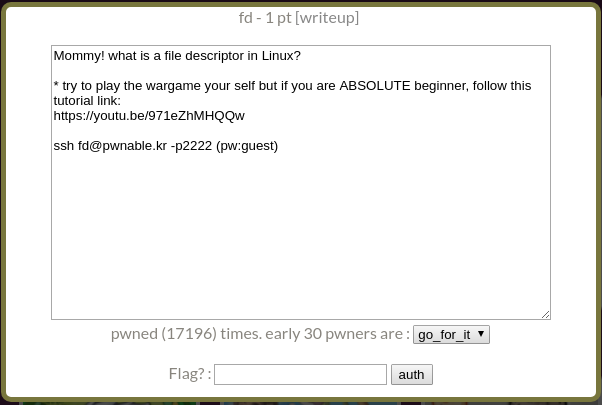 fd - 1 pt [writeup]
Mommy! what is a file descriptor in Linux?
* try to play the wargame your self but if you are ABSOLUTE beginner, follow this
tutorial link:
https://youtu.be/971eZhMHQQw
ssh fd@pwnable.kr -p2222 (pw:guest)
pwned (17196) times. early 30 pwners are : go_for_it
Flag? : auth